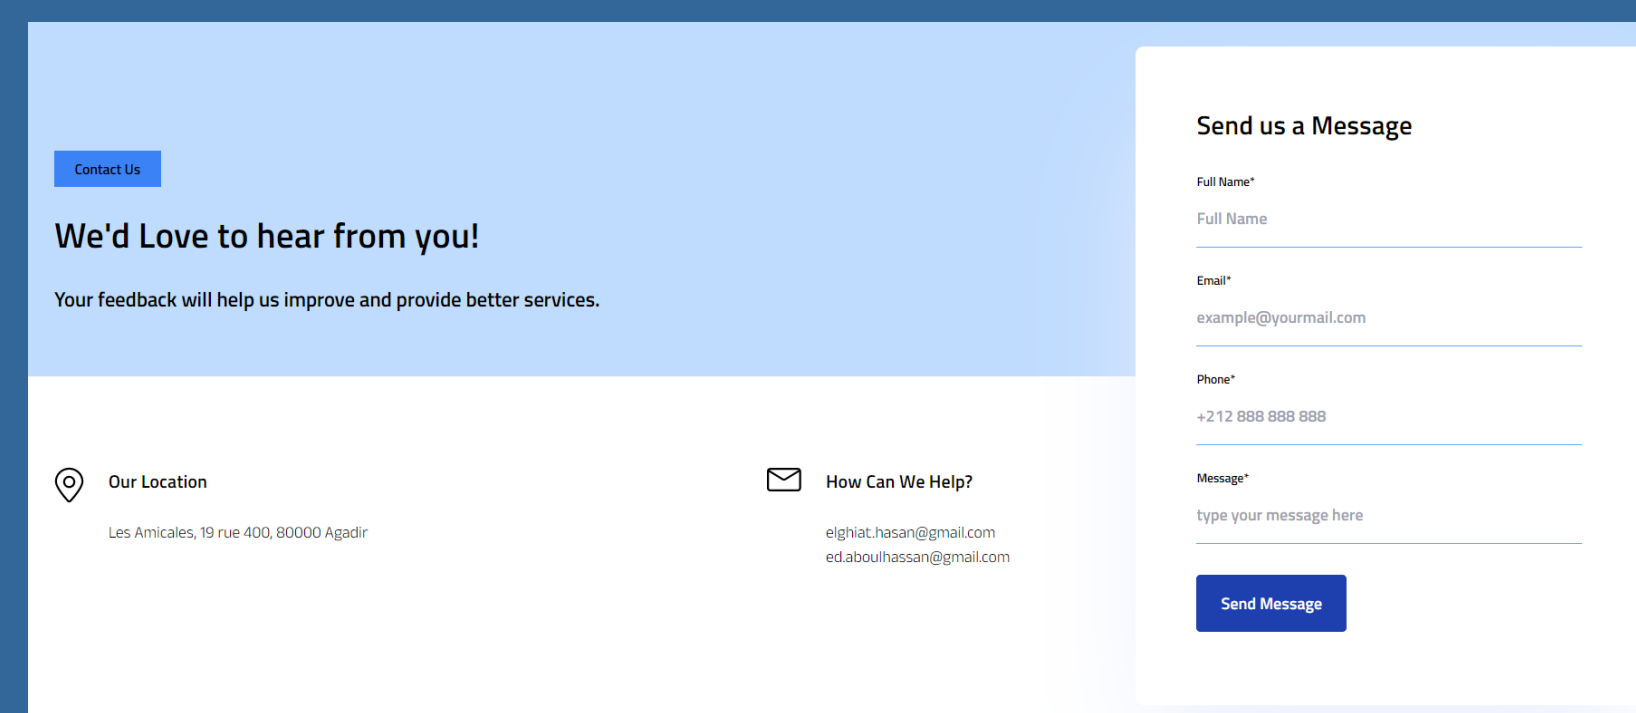 Contact Us
We'd Love to hear from you!
Your feedback will help us improve and provide better services.
Our Location
Les Amicales, 19 rue 400, 80000 Agadir
How Can We Help?
elghiat.hasan@gmail.com
ed.aboulhassan@gmail.com
Send us a Message
Full Name*
Full Name
Email*
example@yourmail.com
Phone*
+212 888 888 888
Message*
type your message here
Send Message